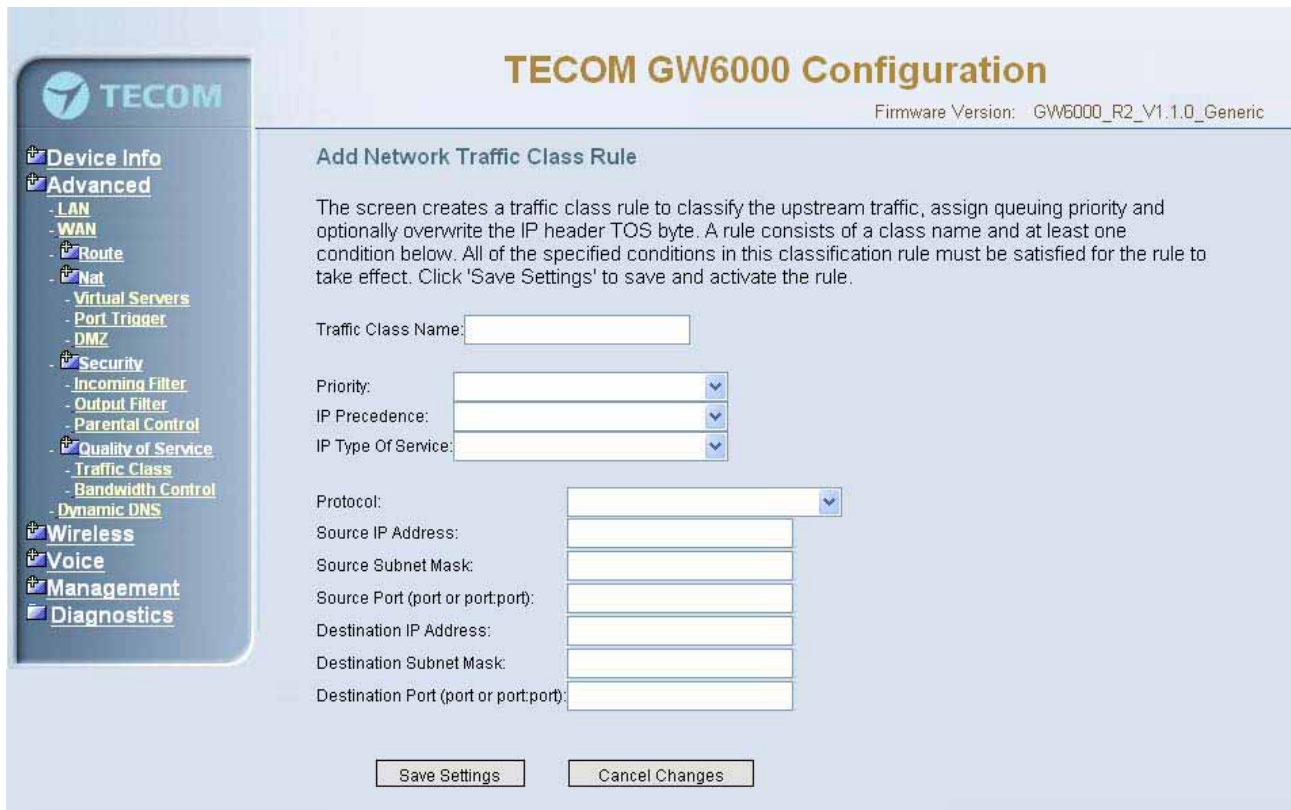 TECOM
TECOM GW6000 Configuration
Firmware Version: GW6000_R2_V1.1.0_Generic
Device Info
Advanced
- LAN
- WAN
- Route
- Nat
- Virtual Servers
- Port Trigger
- DMZ
- Security
- Incoming Filter
- Output Filter
- Parental Control
- Quality of Service
- Traffic Class
- Bandwidth Control
- Dynamic DNS
Wireless
Voice
Management
Diagnostics
Add Network Traffic Class Rule
The screen creates a traffic class rule to classify the upstream traffic, assign queuing priority and
optionally overwrite the IP header TOS byte. A rule consists of a class name and at least one
condition below. All of the specified conditions in this classification rule must be satisfied for the rule to
take effect. Click 'Save Settings' to save and activate the rule.
Traffic Class Name:
Priority:
IP Precedence:
IP Type Of Service:
Protocol:
Source IP Address:
Source Subnet Mask:
Source Port (port or port:port):
Destination IP Address:
Destination Subnet Mask:
Destination Port (port or port:port):
Save Settings
Cancel Changes